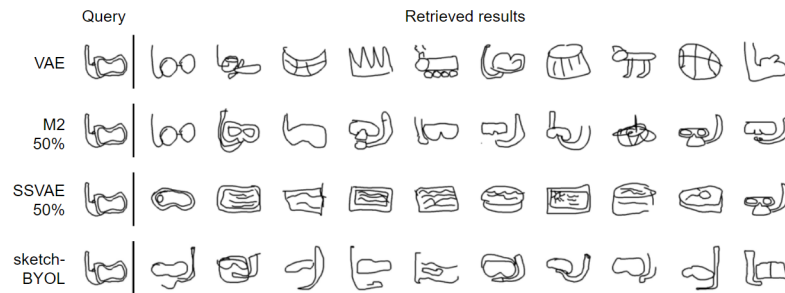 Query
Retrieved results
VAE
M2
50%
SSVAE
50%
sketch-
BYOL